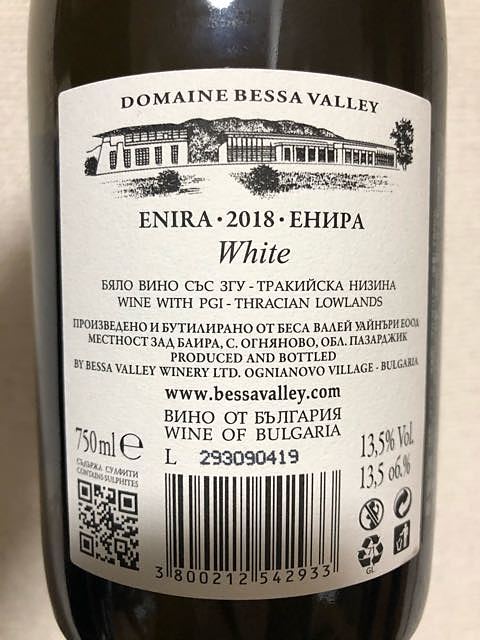 DOMAINE BESSA VALLEY
ENIRA · 2018 · ЕНИРА
White
БЯЛО ВИНО СЪС ЗГУ - ТРАКИЙСКА НИЗИНА
WINE WITH PGI - THRACIAN LOWLANDS
ПРОИЗВЕДЕНО И БУТИЛИРАНО ОТ БЕСА ВАЛЕЙ УАЙНЪРИ ЕООД
МЕСТНОСТ ЗАД БАИРА, С. ОГНЯНОВО, ОБЛ. ПАЗАРДЖИК
PRODUCED AND BOTTLED
BY BESSA VALLEY WINERY LTD. OGNIANOVO VILLAGE - BULGARIA
www.bessavalley.com
ВИНО ОТ БЪЛГАРИЯ
WINE OF BULGARIA
750ml e
СЪДЪРЖА СУЛФИТИ
CONTAINS SULPHITES
L 293090419
13,5% Vol.
13,5 об.%
3 800212 542933
GL